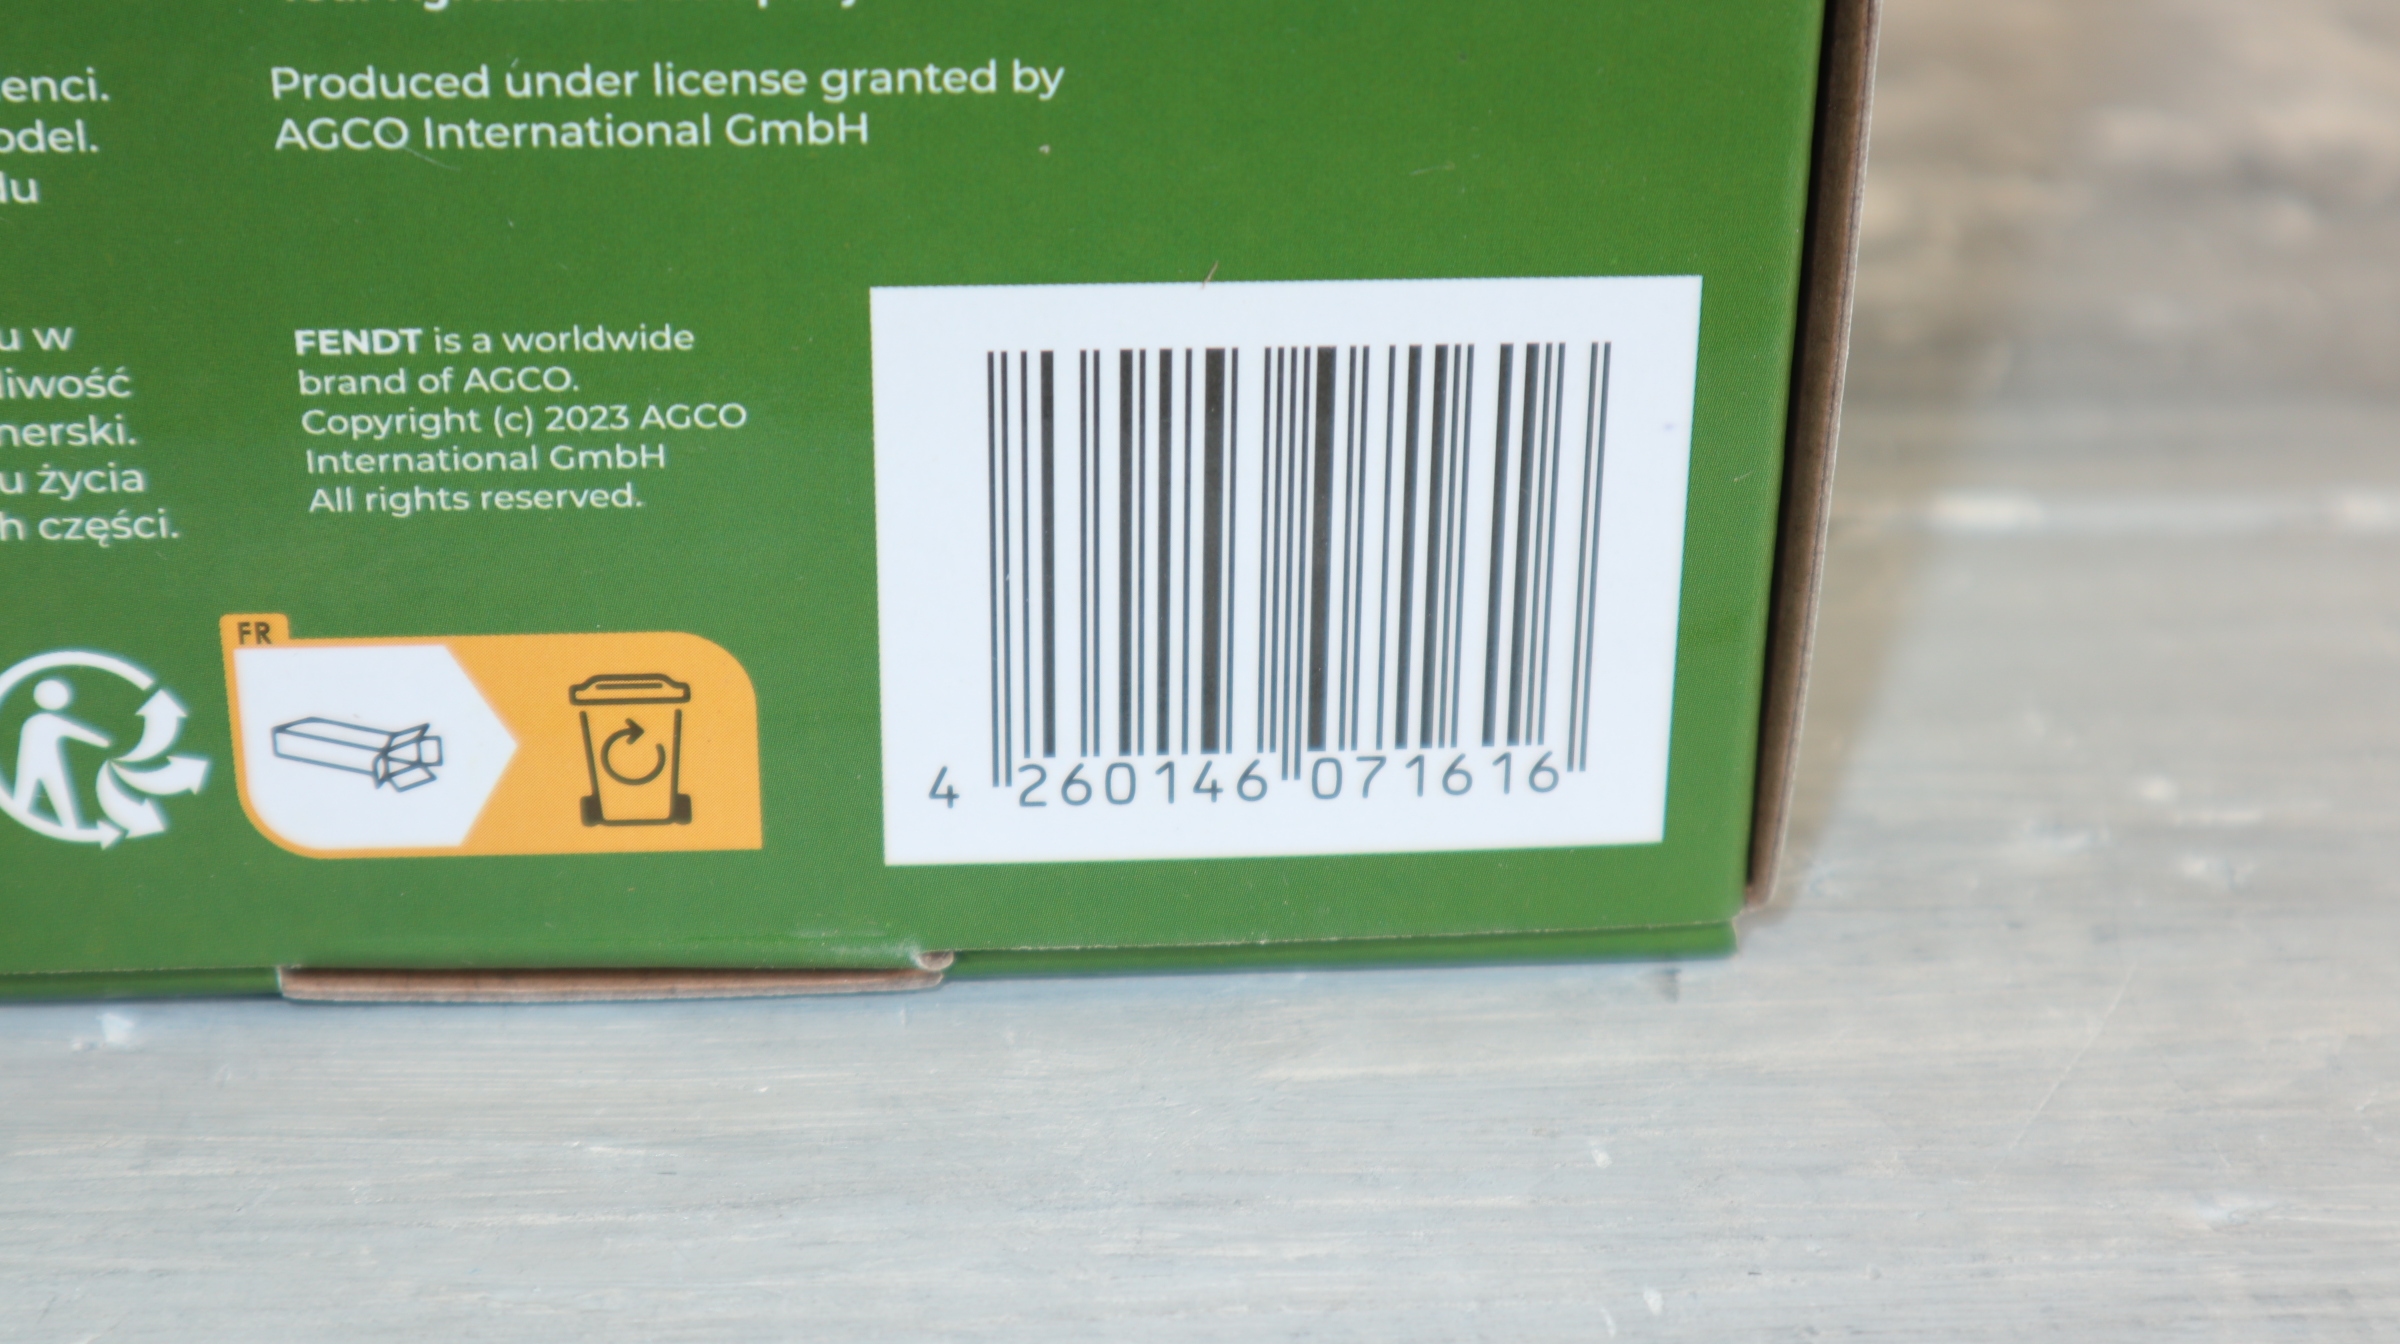 enci.
odel.
du
u w
liwość
nerski.
u życia
h części.
Produced under license granted by
AGCO International GmbH
FENDT is a worldwide
brand of AGCO.
Copyright (c) 2023 AGCO
International GmbH
All rights reserved.
FR
4 260146 071616